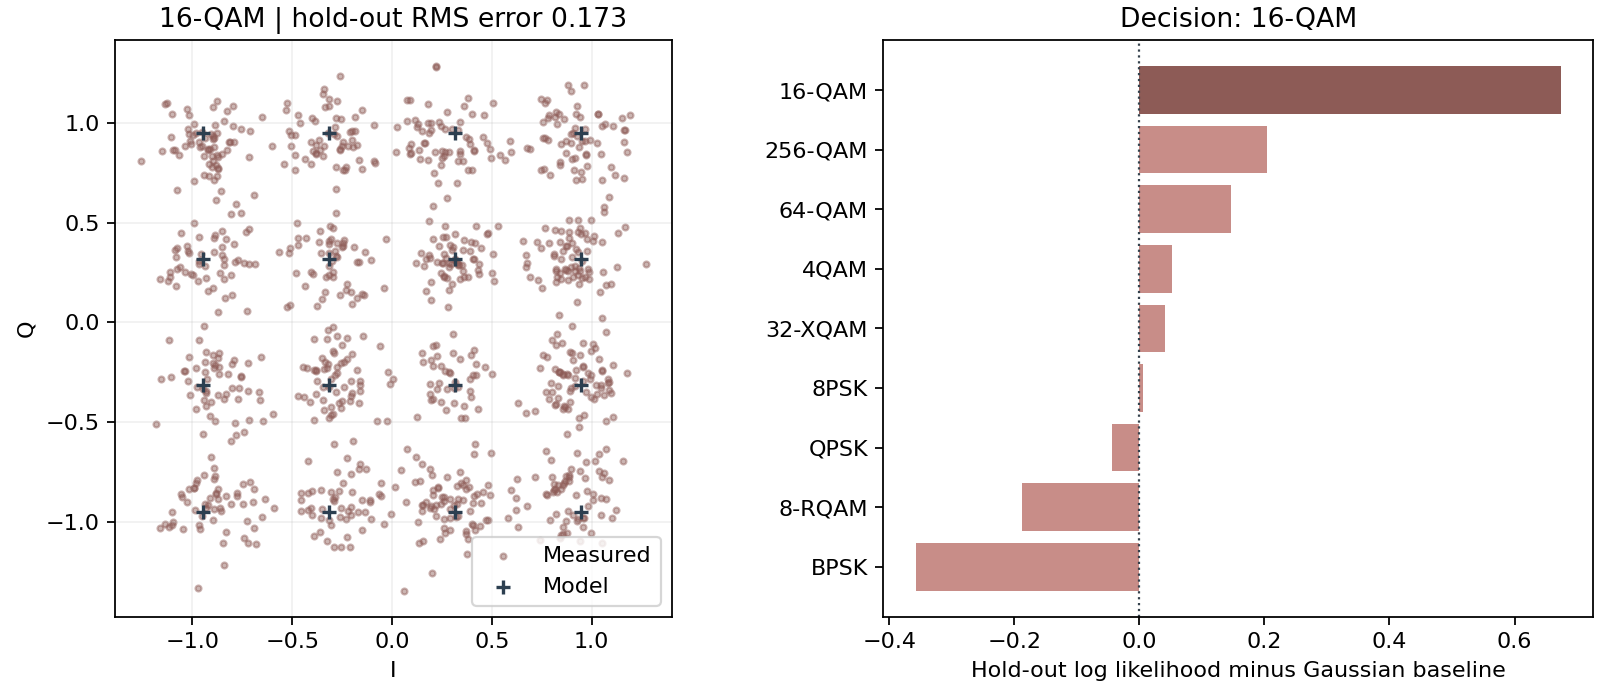 16-QAM | hold-out RMS error 0.173
Q
1.0
0.5
0.0
−0.5
−1.0
−1.0
−0.5
0.0
0.5
1.0
I
Measured
Model
Decision: 16-QAM
16-QAM
256-QAM
64-QAM
4QAM
32-XQAM
8PSK
QPSK
8-RQAM
BPSK
−0.4
−0.2
0.0
0.2
0.4
0.6
Hold-out log likelihood minus Gaussian baseline